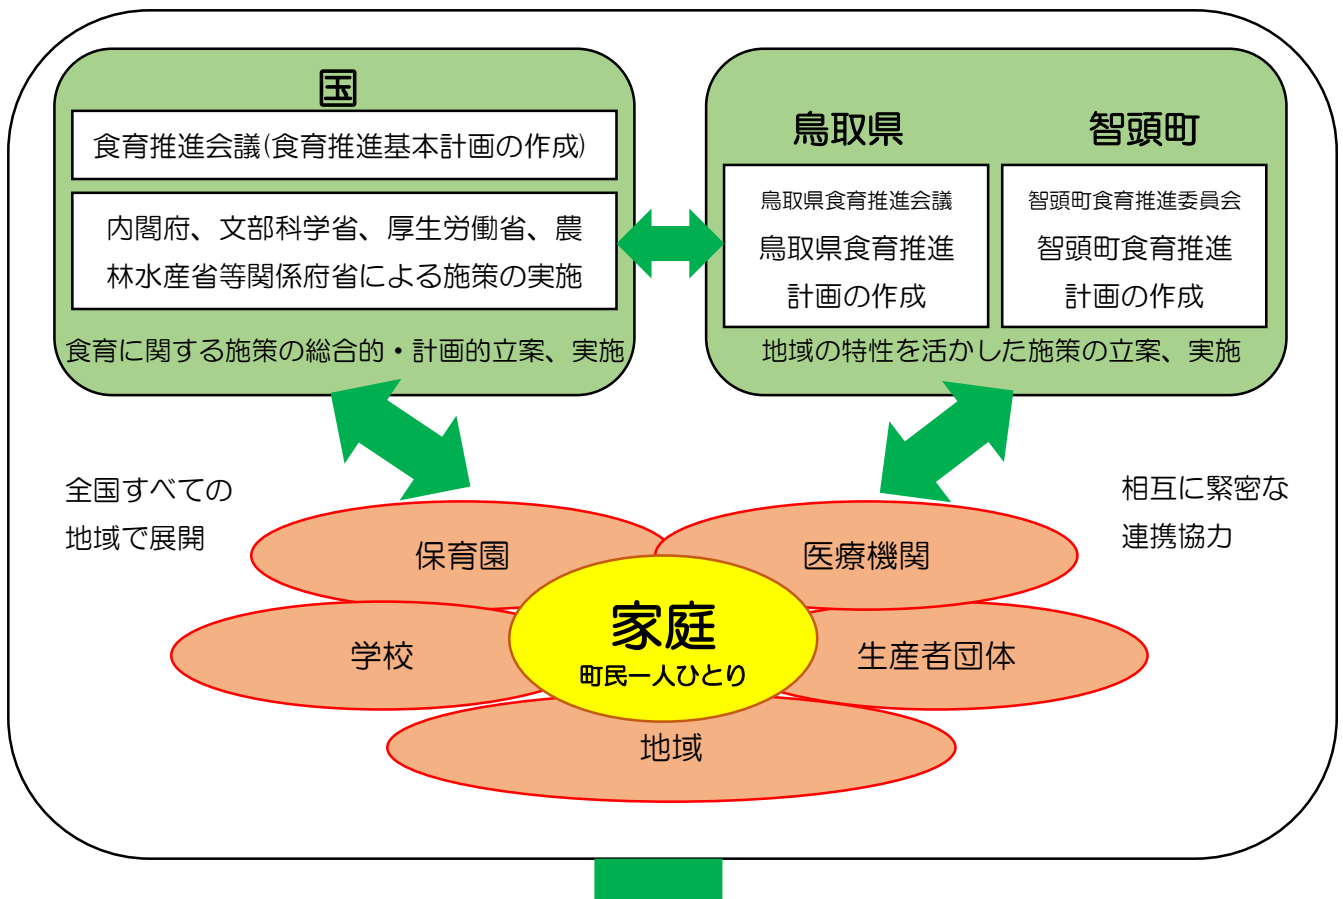 国
食育推進会議(食育推進基本計画の作成)
内閣府、文部科学省、厚生労働省、農
林水産省等関係府省による施策の実施
食育に関する施策の総合的・計画的立案、実施
鳥取県
鳥取県食育推進会議
鳥取県食育推進
計画の作成
智頭町
智頭町食育推進委員会
智頭町食育推進
計画の作成
地域の特性を活かした施策の立案、実施
全国すべての
地域で展開
相互に緊密な
連携協力
保育園
医療機関
家庭
町民一人ひとり
学校
生産者団体
地域